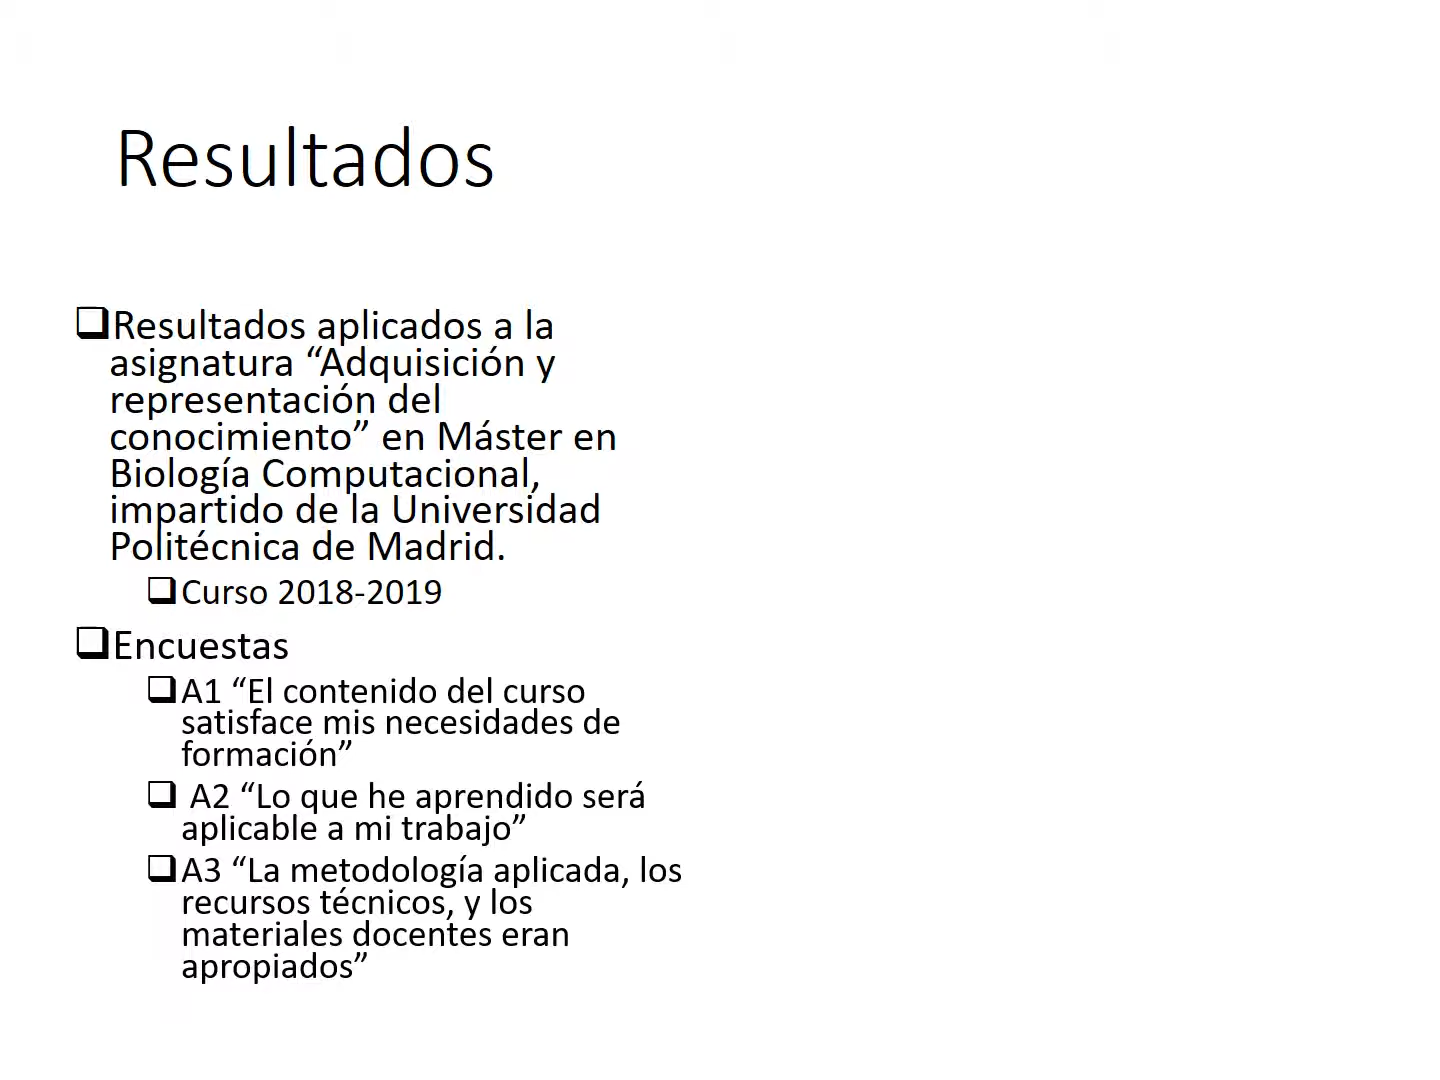 Resultados
❑Resultados aplicados a la
asignatura “Adquisición y
representación del
conocimiento” en Máster en
Biología Computacional,
impartido de la Universidad
Politécnica de Madrid.
❑Curso 2018-2019
❑Encuestas
❑A1 “El contenido del curso
satisface mis necesidades de
formación”
❑ A2 “Lo que he aprendido será
aplicable a mi trabajo”
❑A3 “La metodología aplicada, los
recursos técnicos, y los
materiales docentes eran
apropiados”